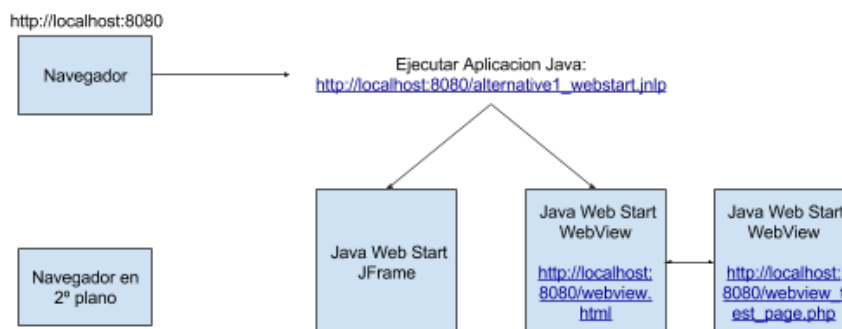 http://localhost:8080
Navegador
Ejecutar Aplicacion Java:
http://localhost:8080/alternative1_webstart.jnlp
Java Web Start
JFrame
Java Web Start
WebView
http://localhost:
8080/webview.
html
Java Web Start
WebView
http://localhost:
8080/webview_t
est_page.php
Navegador en
2º plano